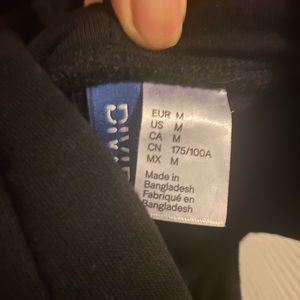 EUR M
US M
CA M
CN 175/100A
MX M
Made in
Bangladesh
Fabriqué en
Bangladesh